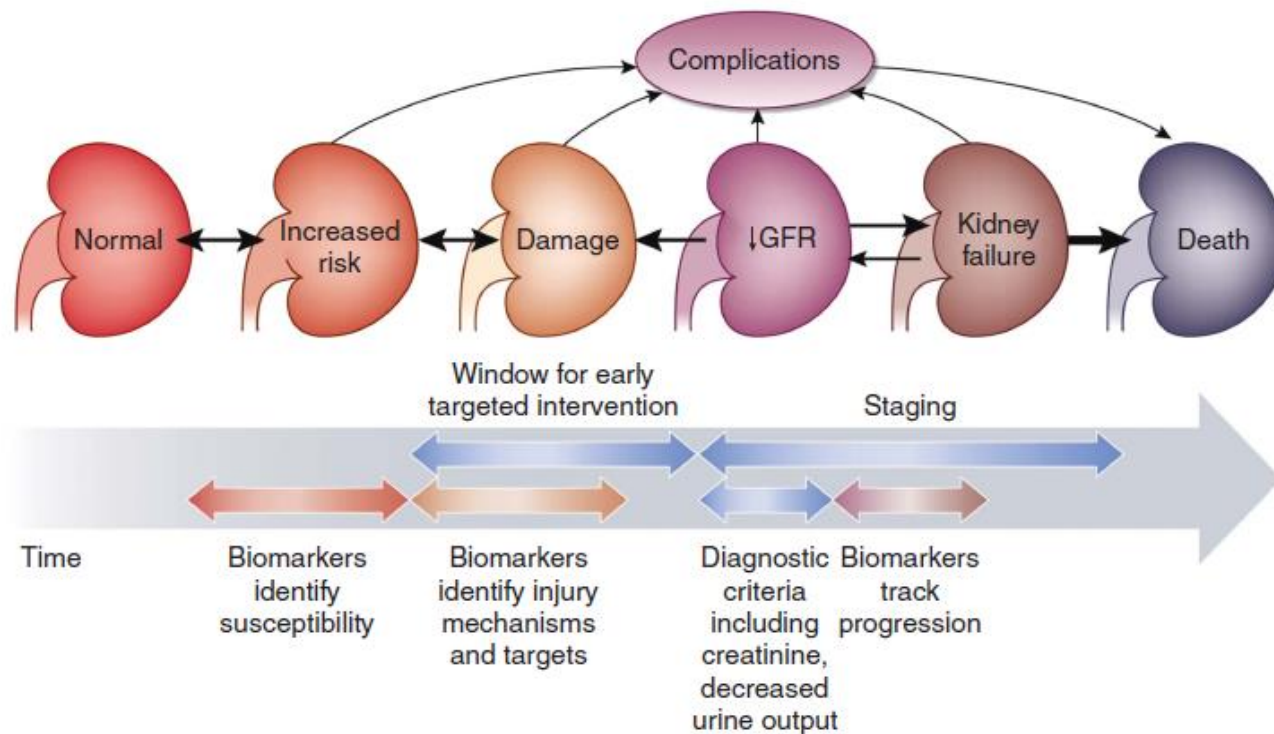 Complications
Normal
Increased
risk
Damage
↓GFR
Kidney
failure
Death
Window for early
targeted intervention
Staging
Time
Biomarkers
identify
susceptibility
Biomarkers
identify injury
mechanisms
and targets
Diagnostic
criteria
including
creatinine,
decreased
urine output
Biomarkers
track
progression